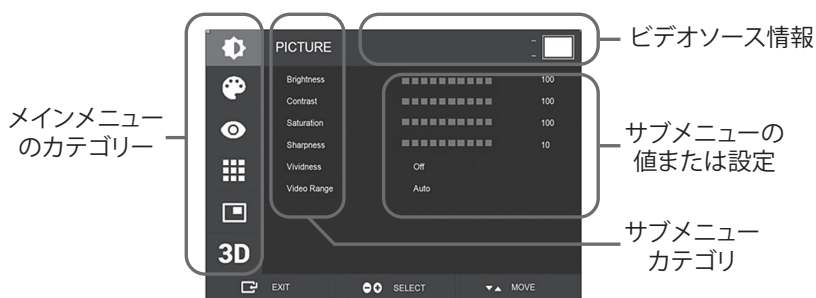 ビデオソース情報
PICTURE
Brightness 100
Contrast 100
Saturation 100
Sharpness 10
Vividness Off
Video Range Auto
3D
EXIT SELECT MOVE
メインメニュー
のカテゴリー
サブメニューの
値または設定
サブメニュー
カテゴリ